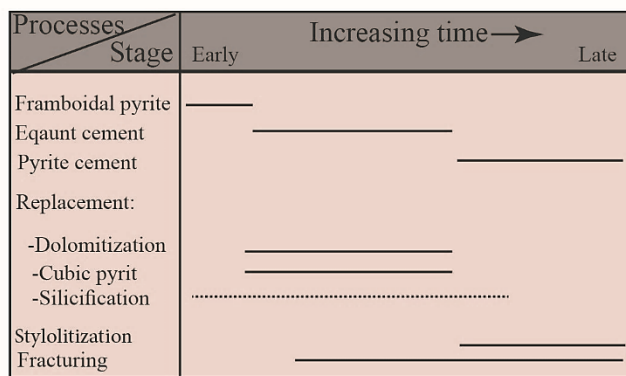 Processes
Stage
Increasing time
Early
Late
Framboidal pyrite
Eqaunt cement
Pyrite cement
Replacement:
-Dolomitization
-Cubic pyrit
-Silicification
Stylolitization
Fracturing